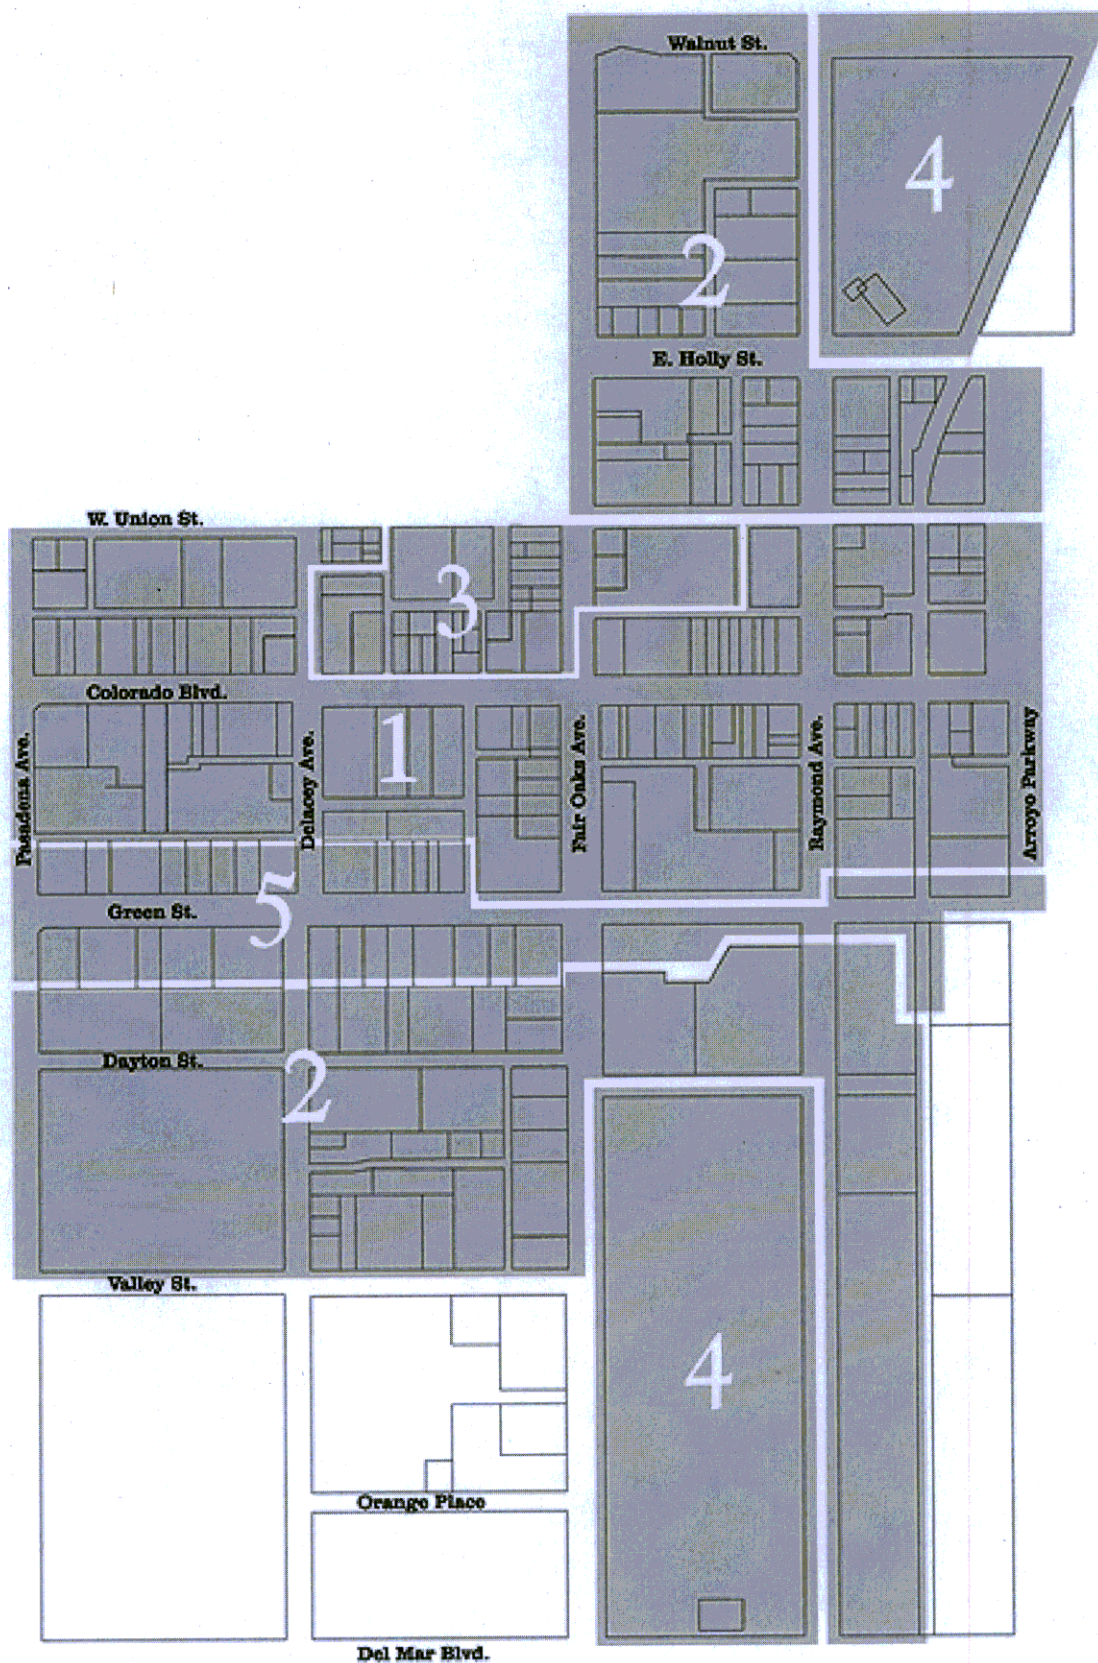 Walnut St.
4
2
E. Holly St.
W. Union St.
3
Colorado Blvd.
1
Pasadena Ave.
Delacey Ave.
Fair Oaks Ave.
Raymond Ave.
Arroyo Parkway
5
Green St.
Dayton St.
2
Valley St.
4
Orange Place
Del Mar Blvd.